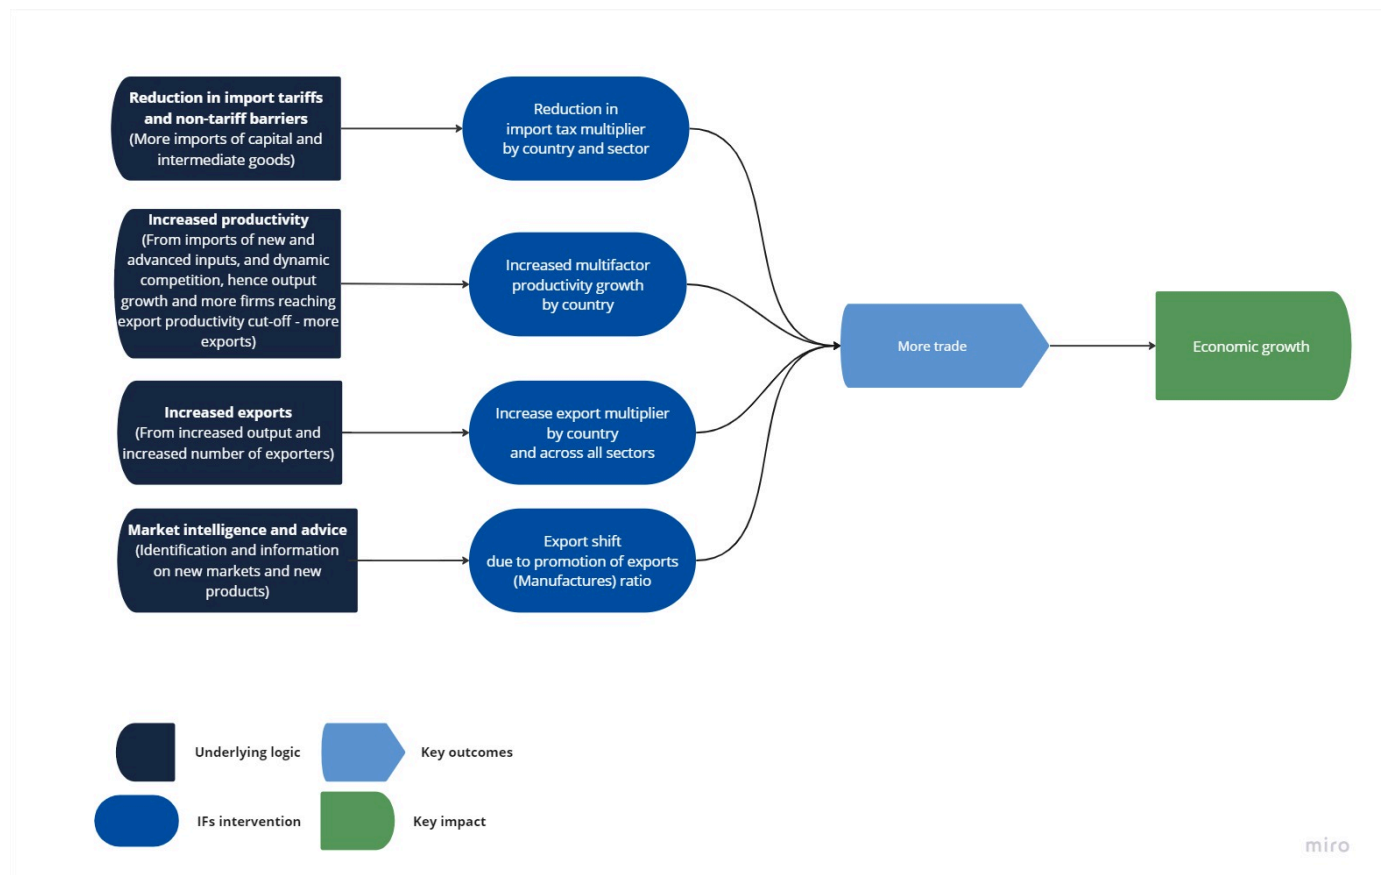 Reduction in import tariffs
and non-tariff barriers
(More imports of capital and
intermediate goods)
Reduction in
import tax multiplier
by country and sector
Increased productivity
(From imports of new and
advanced inputs, and dynamic
competition, hence output
growth and more firms reaching
export productivity cut-off - more
exports)
Increased multifactor
productivity growth
by country
More trade
Economic growth
Increased exports
(From increased output and
increased number of exporters)
Increase export multiplier
by country
and across all sectors
Market intelligence and advice
(Identification and information
on new markets and new
products)
Export shift
due to promotion of exports
(Manufactures) ratio
Underlying logic
Key outcomes
IFs intervention
Key impact
miro